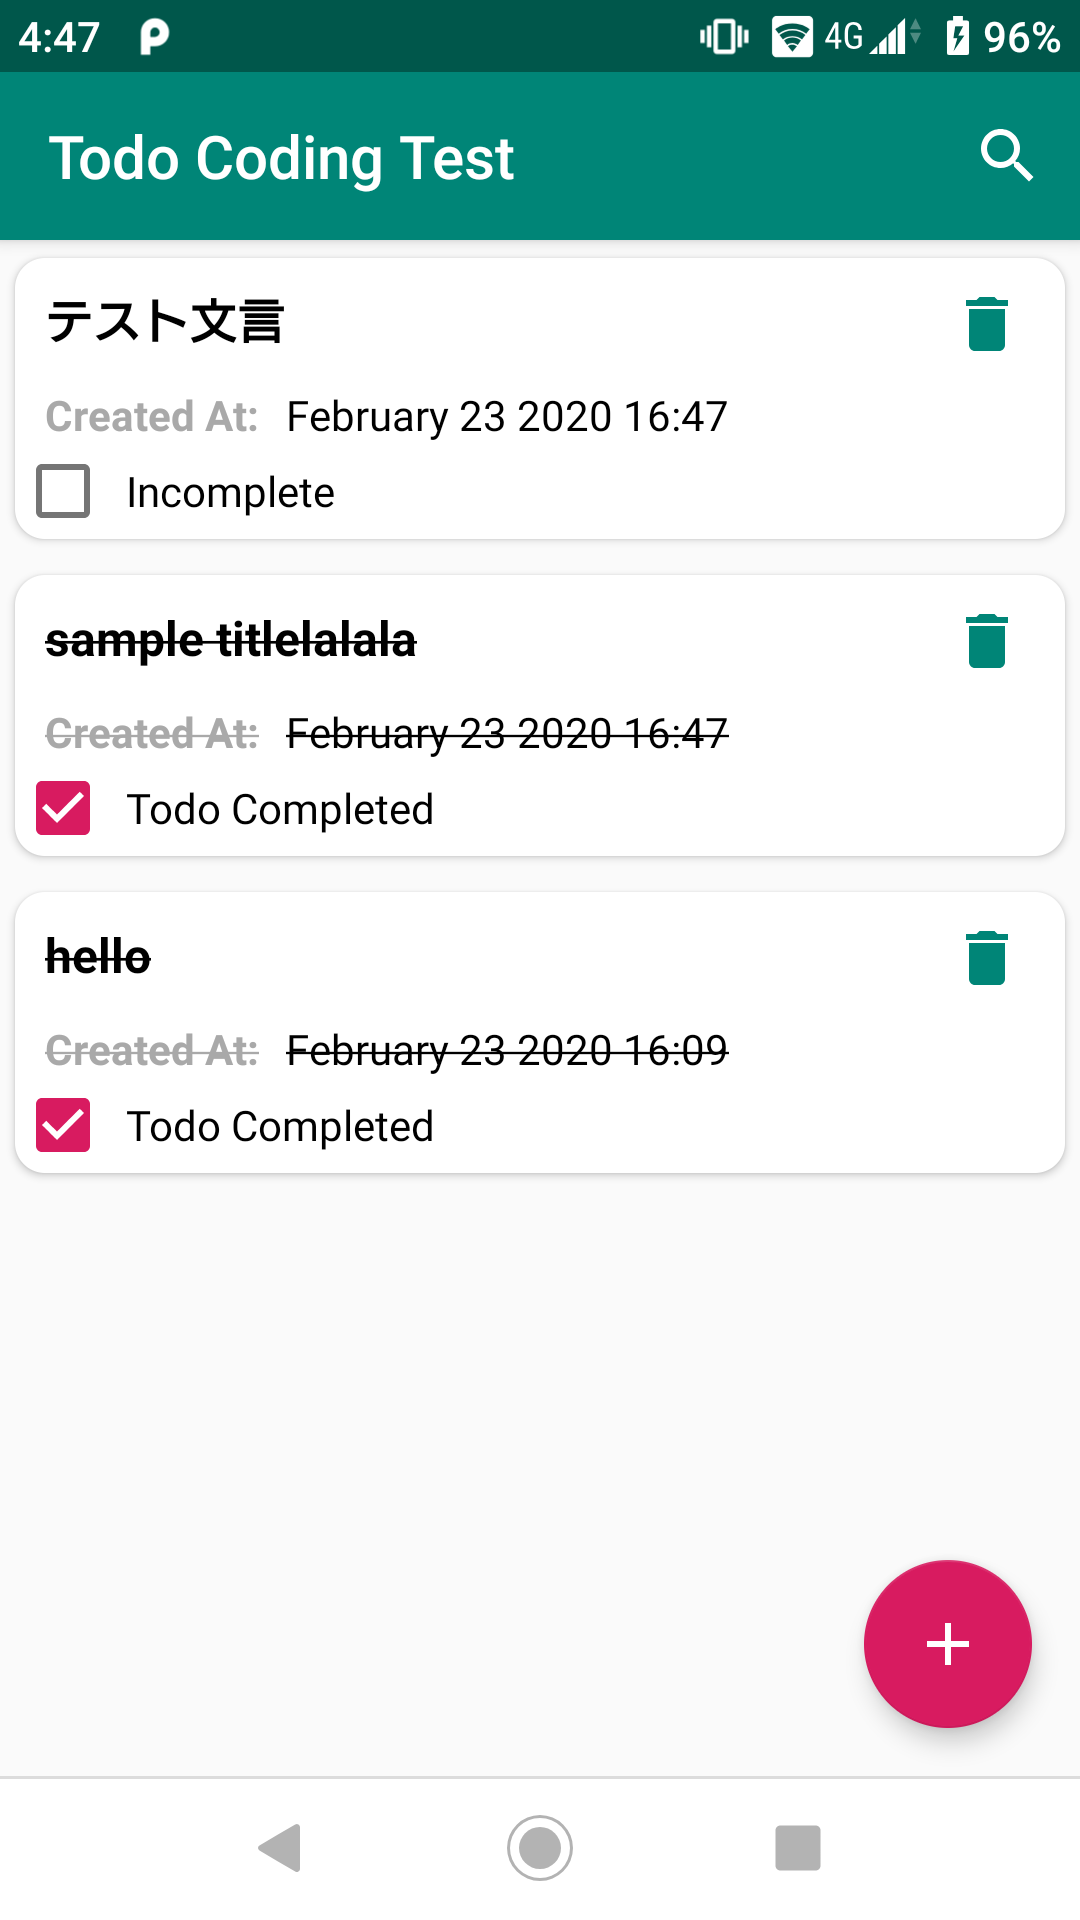 4:47 4G 96%
Todo Coding Test
テスト文言
Created At: February 23 2020 16:47
Incomplete
sample titlelalala
Created At: February 23 2020 16:47
Todo Completed
hello
Created At: February 23 2020 16:09
Todo Completed